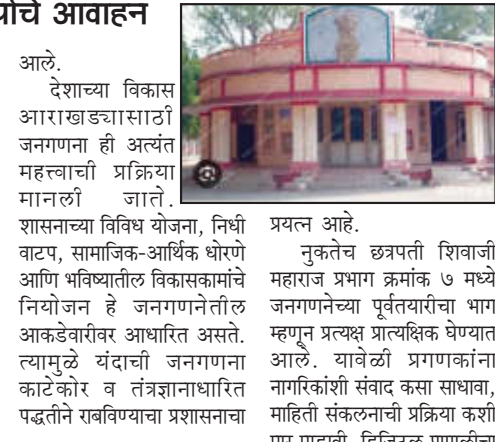 आवाहन
आले.
देशाच्या विकास
आराखड्यासाठी
जनगणना ही अत्यंत
महत्त्वाची प्रक्रिया
मानली जाते.
शासनाच्या विविध योजना, निधी
वाटप, सामाजिक-आर्थिक धोरणे
आणि भविष्यातील विकासकामांचे
नियोजन हे जनगणनेतील
आकडेवारीवर आधारित असते.
त्यामुळे यंदाची जनगणना
काटेकोर व तंत्रज्ञानाधारित
पद्धतीने राबविण्याचा प्रशासनाचा
प्रयत्न आहे.
नुकतेच छत्रपती शिवाजी
महाराज प्रभाग क्रमांक ७ मध्ये
जनगणनेच्या पूर्वतयारीचा भाग
म्हणून प्रत्यक्ष प्रात्यक्षिक घेण्यात
आले. यावेळी प्रगणकांना
नागरिकांशी संवाद कसा साधावा,
माहिती संकलनाची प्रक्रिया कशी